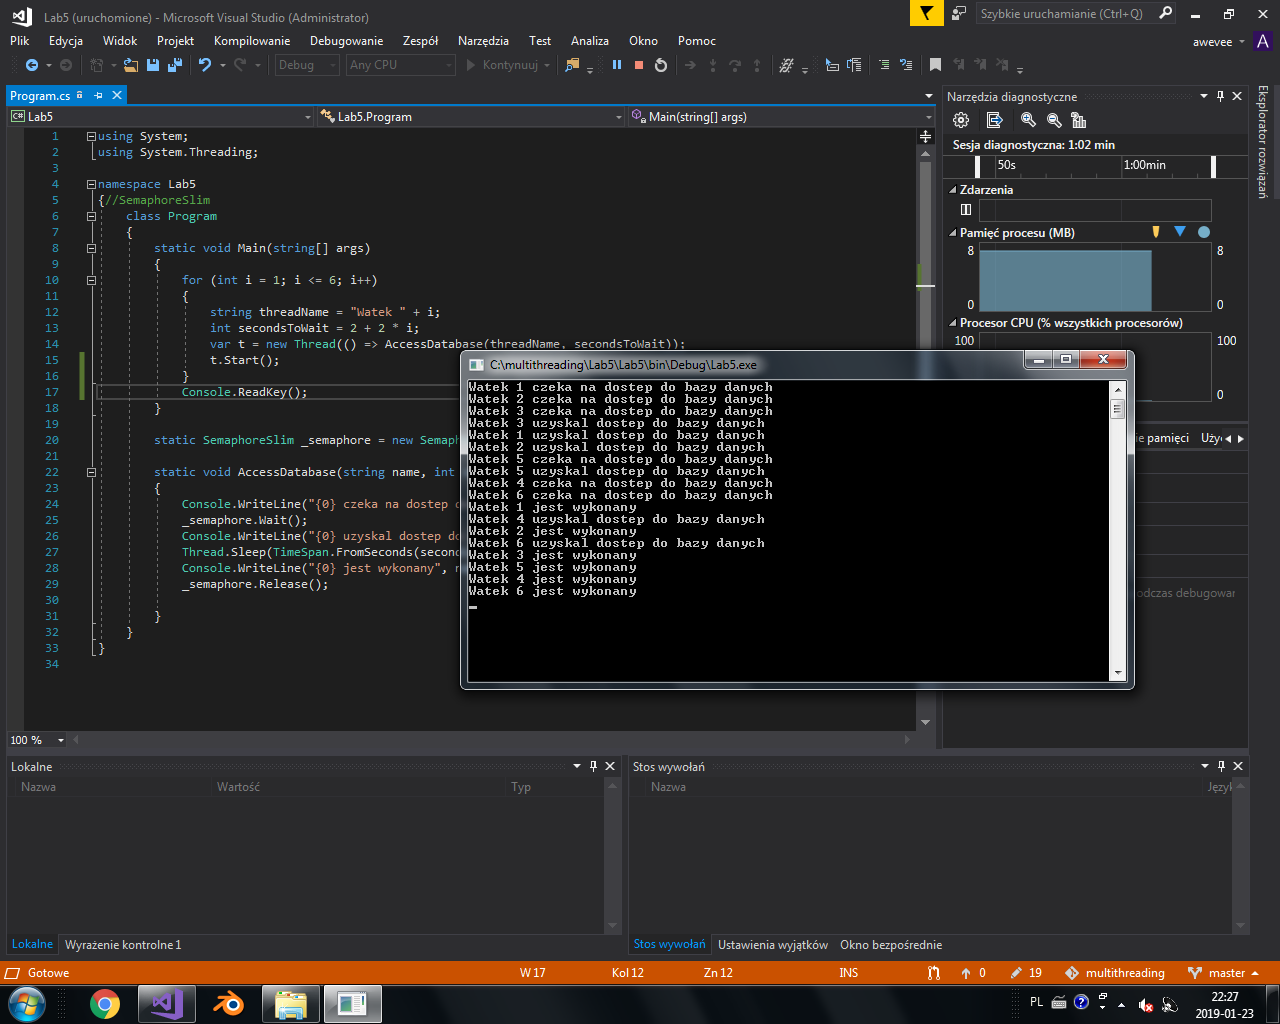 Lab5 (uruchomione) - Microsoft Visual Studio (Administrator)
Szybkie uruchamianie (Ctrl+Q)
Plik Edycja Widok Projekt Kompilowanie Debugowanie Zespół Narzędzia Test Analiza Okno Pomoc
awevee A
Debug Any CPU Kontynuuj
Program.cs
C# Lab5 Lab5.Program Main(string[] args)
1 using System;
2 using System.Threading;
3
4 namespace Lab5
5 {//SemaphoreSlim
6 class Program
7 {
8 static void Main(string[] args)
9 {
10 for (int i = 1; i <= 6; i++)
11 {
12 string threadName = "Watek " + i;
13 int secondsToWait = 2 + 2 * i;
14 var t = new Thread(() => AccessDatabase(threadName, secondsToWait));
15 t.Start();
16 }
17 Console.ReadKey();
18 }
19
20 static SemaphoreSlim _semaphore = new Semap
21
22 static void AccessDatabase(string name, int
23 {
24 Console.WriteLine("{0} czeka na dostep
25 _semaphore.Wait();
26 Console.WriteLine("{0} uzyskal dostep do
27 Thread.Sleep(TimeSpan.FromSeconds(secon
28 Console.WriteLine("{0} jest wykonany",
29 _semaphore.Release();
30
31 }
32 }
33 }
34
100 %
C:\multithreading\Lab5\Lab5\bin\Debug\Lab5.exe
Watek 1 czeka na dostep do bazy danych
Watek 2 czeka na dostep do bazy danych
Watek 3 czeka na dostep do bazy danych
Watek 3 uzyskal dostep do bazy danych
Watek 1 uzyskal dostep do bazy danych
Watek 2 uzyskal dostep do bazy danych
Watek 5 czeka na dostep do bazy danych
Watek 5 uzyskal dostep do bazy danych
Watek 4 czeka na dostep do bazy danych
Watek 6 czeka na dostep do bazy danych
Watek 1 jest wykonany
Watek 4 uzyskal dostep do bazy danych
Watek 2 jest wykonany
Watek 6 uzyskal dostep do bazy danych
Watek 3 jest wykonany
Watek 5 jest wykonany
Watek 4 jest wykonany
Watek 6 jest wykonany
Narzędzia diagnostyczne
Sesja diagnostyczna: 1:02 min
50s 1:00min
Zdarzenia
Pamięć procesu (MB)
8 8
0 0
Procesor CPU (% wszystkich procesorów)
100 100
0
ie pamięci Uży
odczas debugowar
Eksplorator rozwiązań
Lokalne
Nazwa Wartość Typ
Stos wywołań
Nazwa Język
Lokalne Wyrażenie kontrolne 1
Stos wywołań Ustawienia wyjątków Okno bezpośrednie
Gotowe W 17 Kol 12 Zn 12 INS 0 19 multithreading master
PL 22:27
2019-01-23